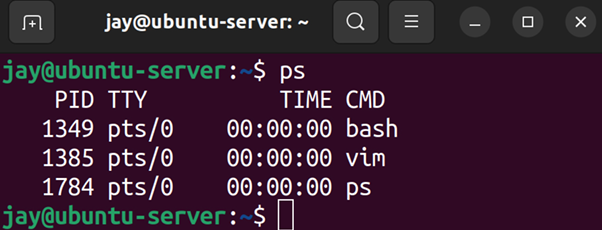 jay@ubuntu-server: ~
jay@ubuntu-server:~$ ps
PID TTY TIME CMD
1349 pts/0 00:00:00 bash
1385 pts/0 00:00:00 vim
1784 pts/0 00:00:00 ps
jay@ubuntu-server:~$